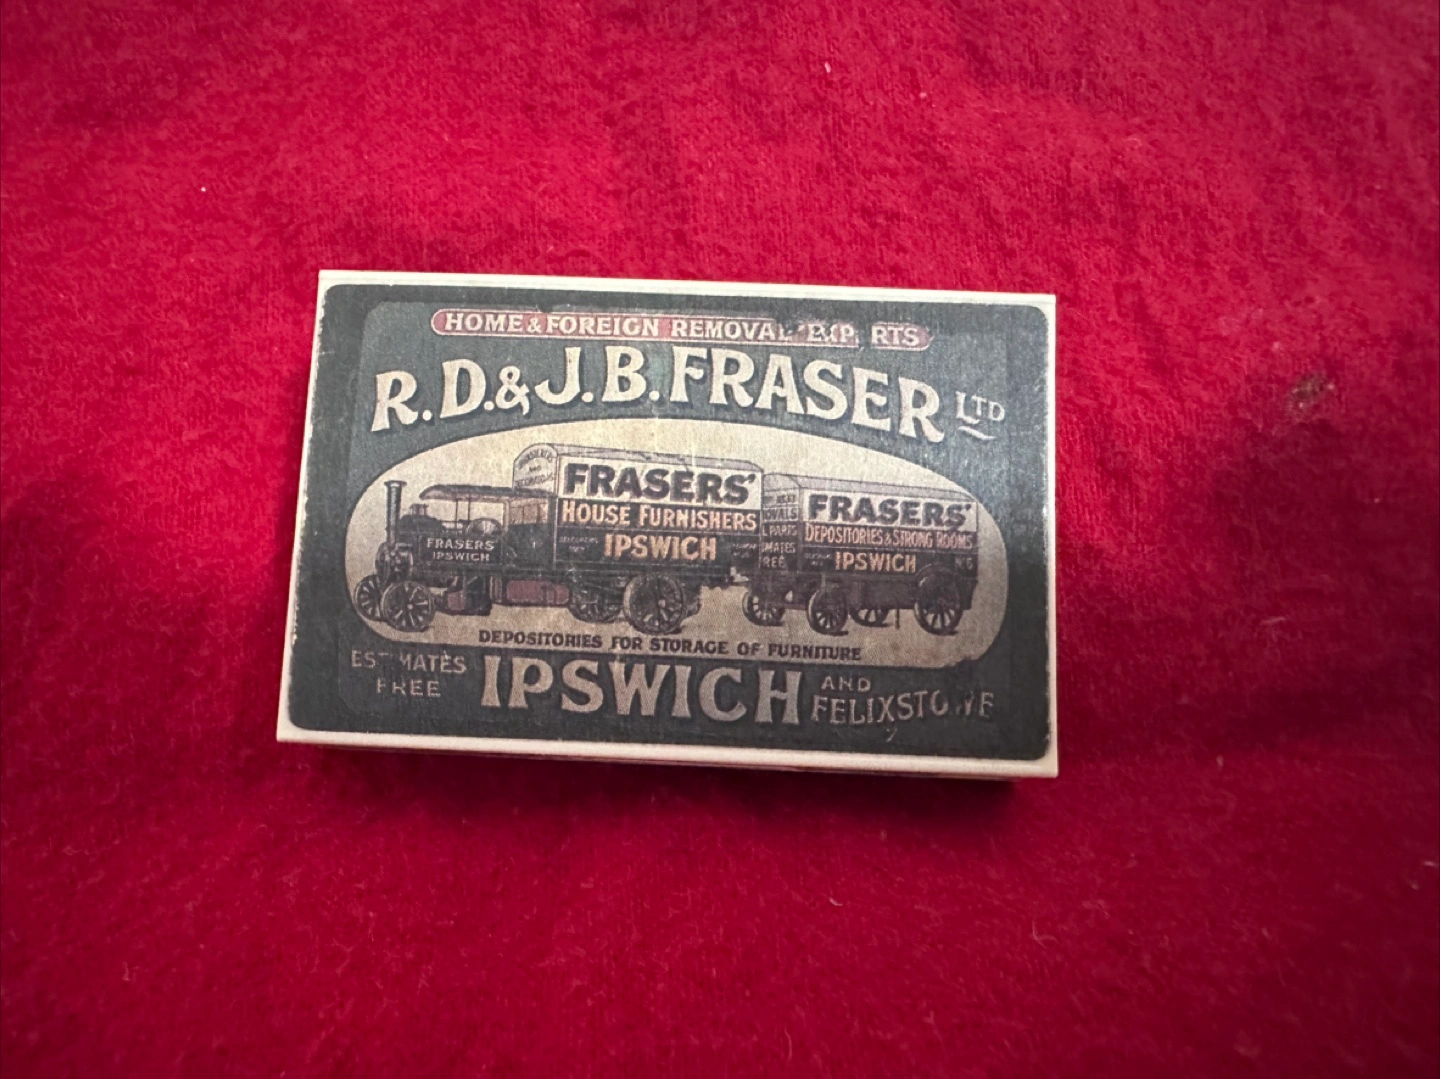 HOME & FOREIGN REMOVAL EXPERTS
R.D. & J.B. FRASER LTD
FRASERS'
HOUSE FURNISHERS
IPSWICH
FRASERS'
DEPOSITORIES & STRONG ROOMS
IPSWICH
FRASERS'
IPSWICH
DEPOSITORIES FOR STORAGE OF FURNITURE
ESTIMATES
FREE
IPSWICH
AND
FELIXSTOWE